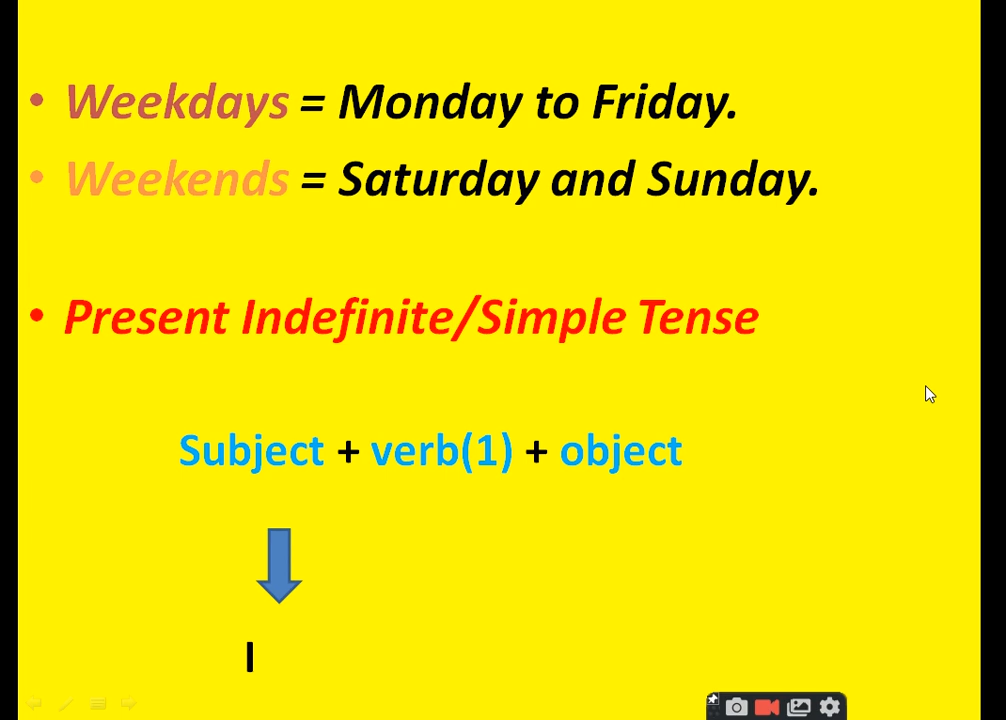 • Weekdays = Monday to Friday.
• Weekends = Saturday and Sunday.
• Present Indefinite/Simple Tense
Subject + verb(1) + object
I